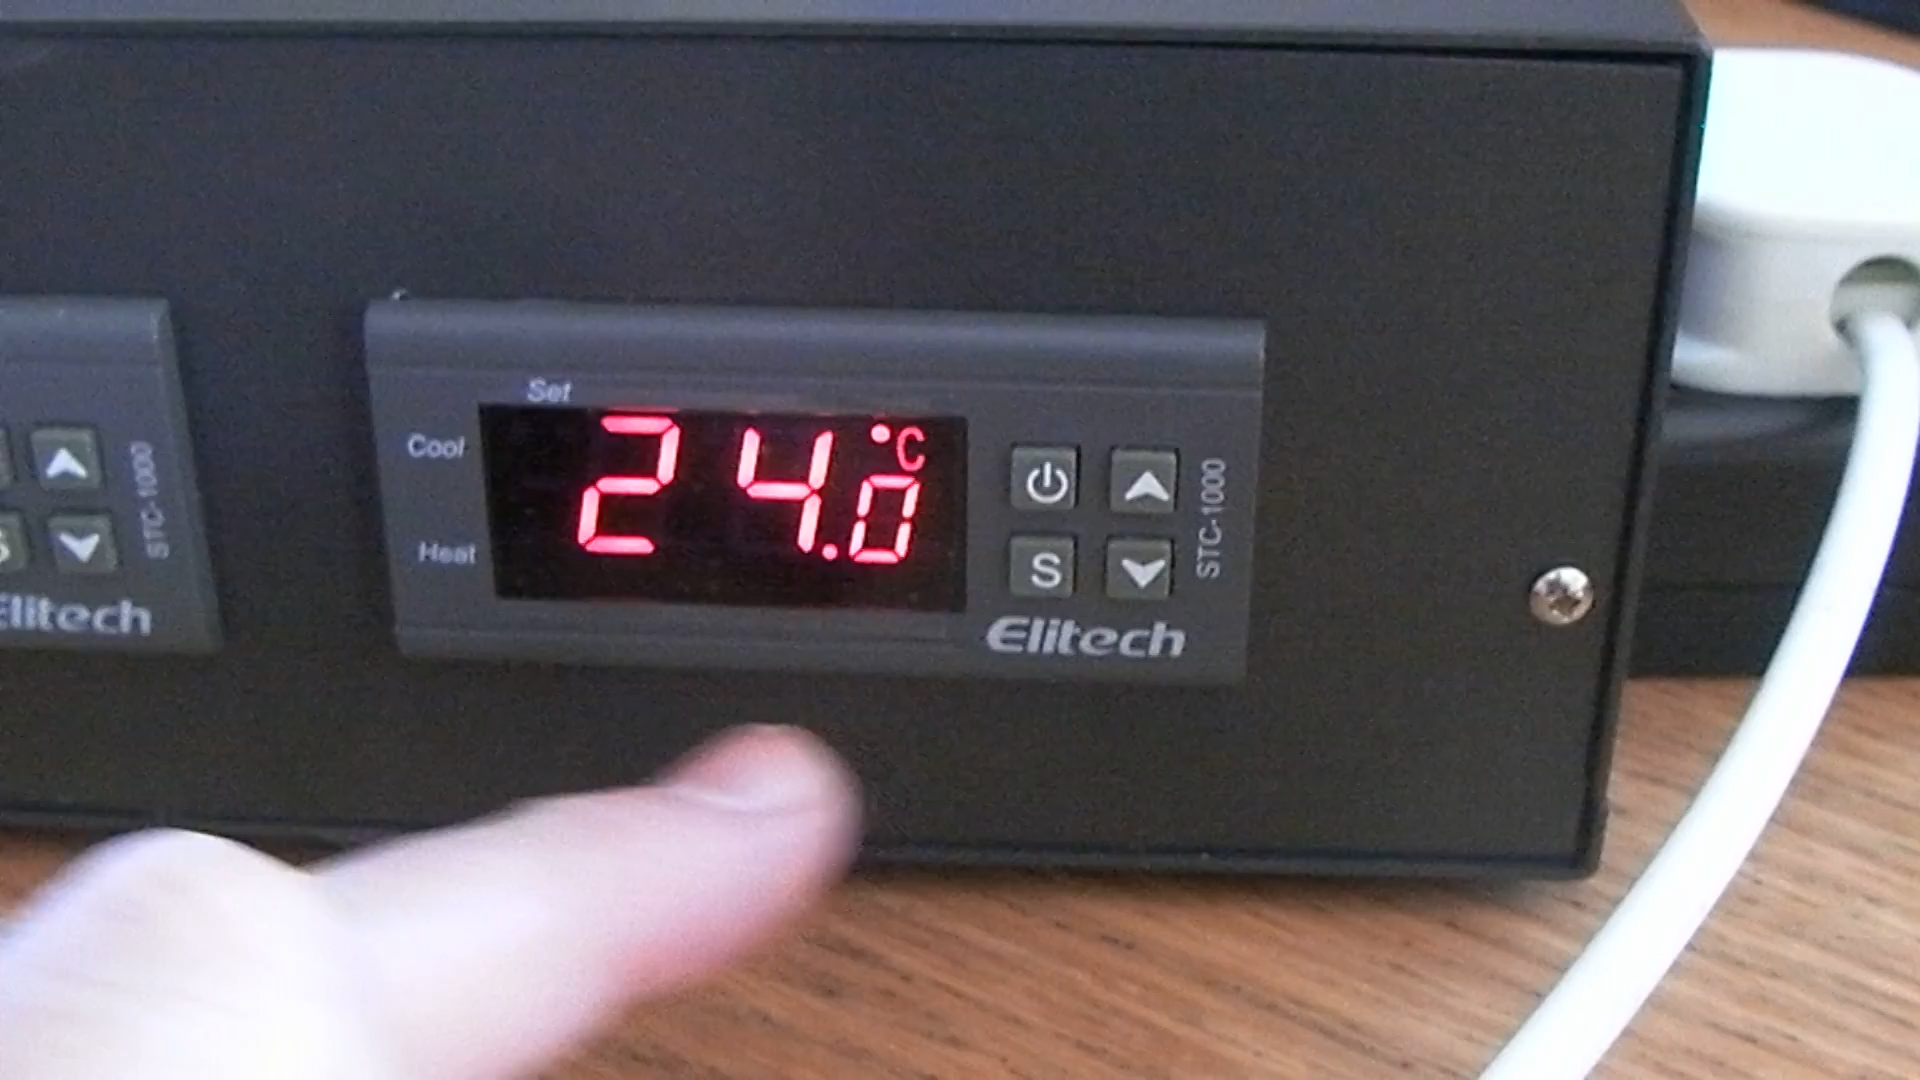 STC-1000
Elitech
Set
Cool
Heat
24.0 °C
S
STC-1000
Elitech